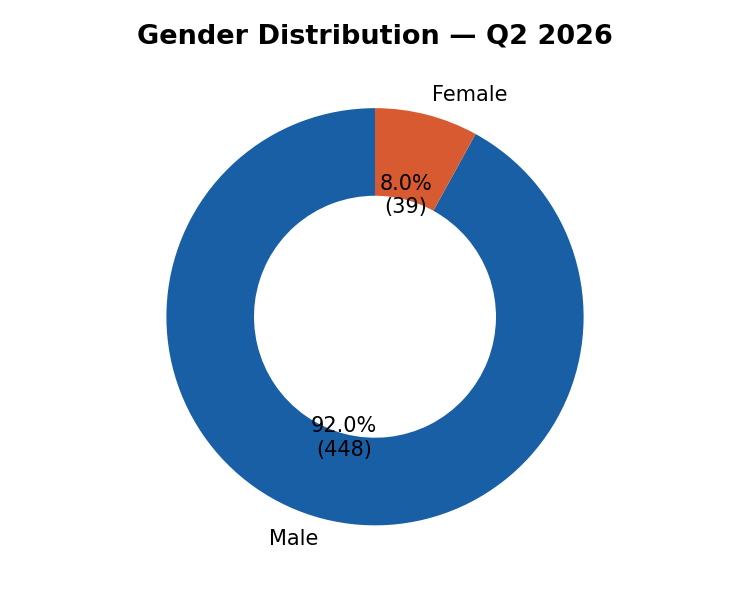 Gender Distribution — Q2 2026
Female
8.0%
(39)
92.0%
(448)
Male